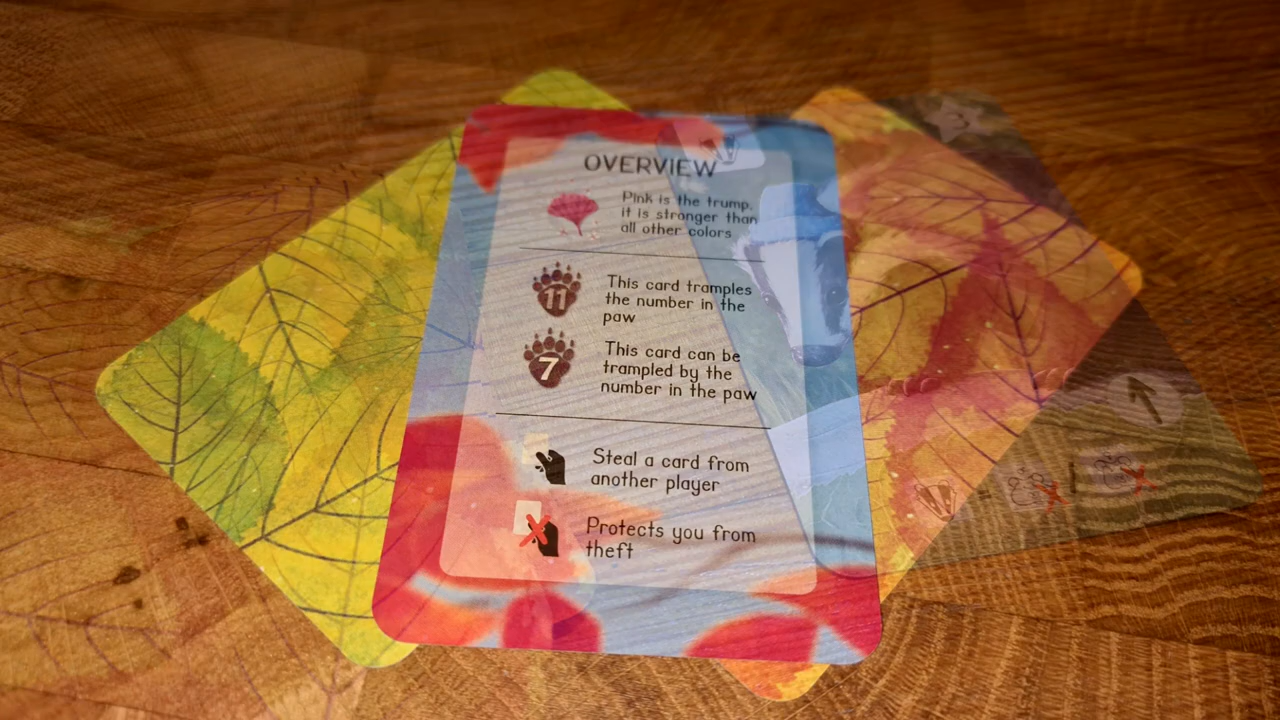 OVERVIEW
Pink is the trump.
it is stronger than
all other colors
11
This card tramples
the number in the
paw
7
This card can be
trampled by the
number in the paw
Steal a card from
another player
Protects you from
theft